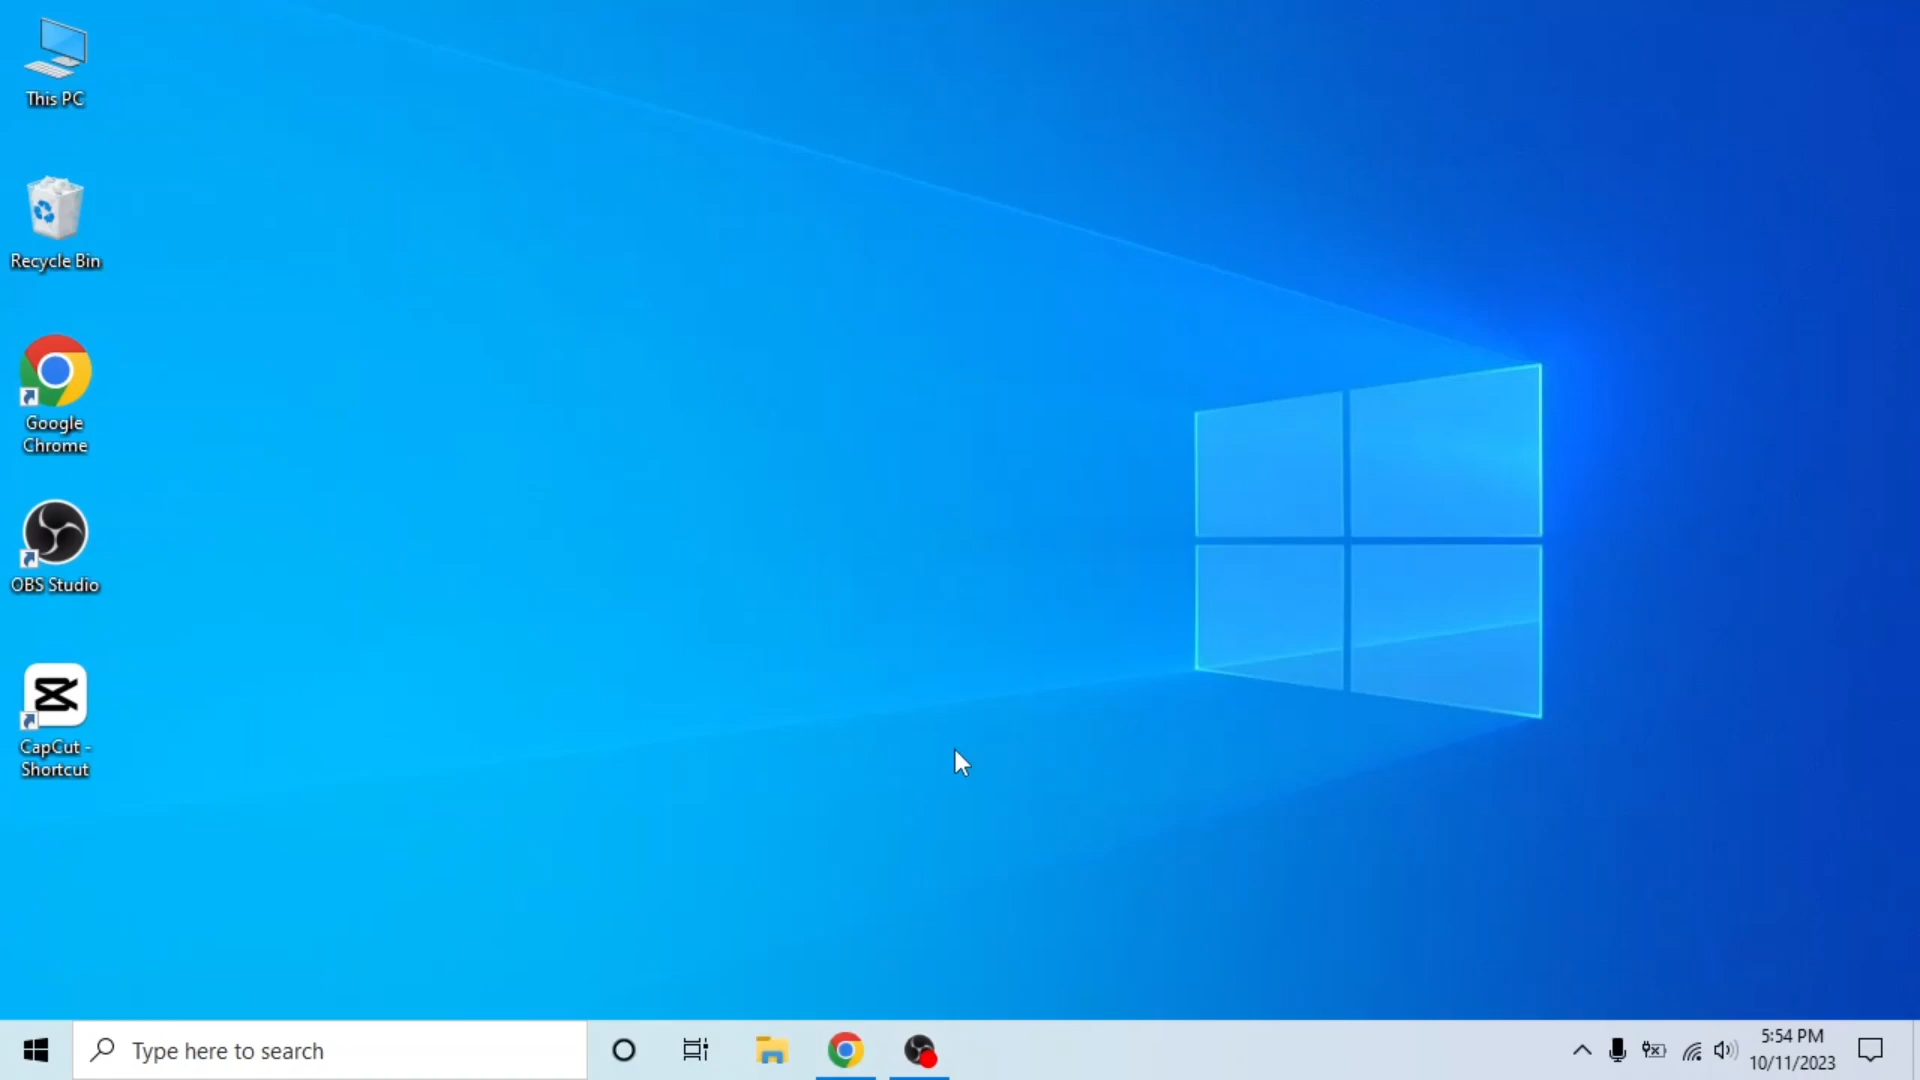 This PC
Recycle Bin
Google
Chrome
OBS Studio
CapCut -
Shortcut
Type here to search
5:54 PM
10/11/2023